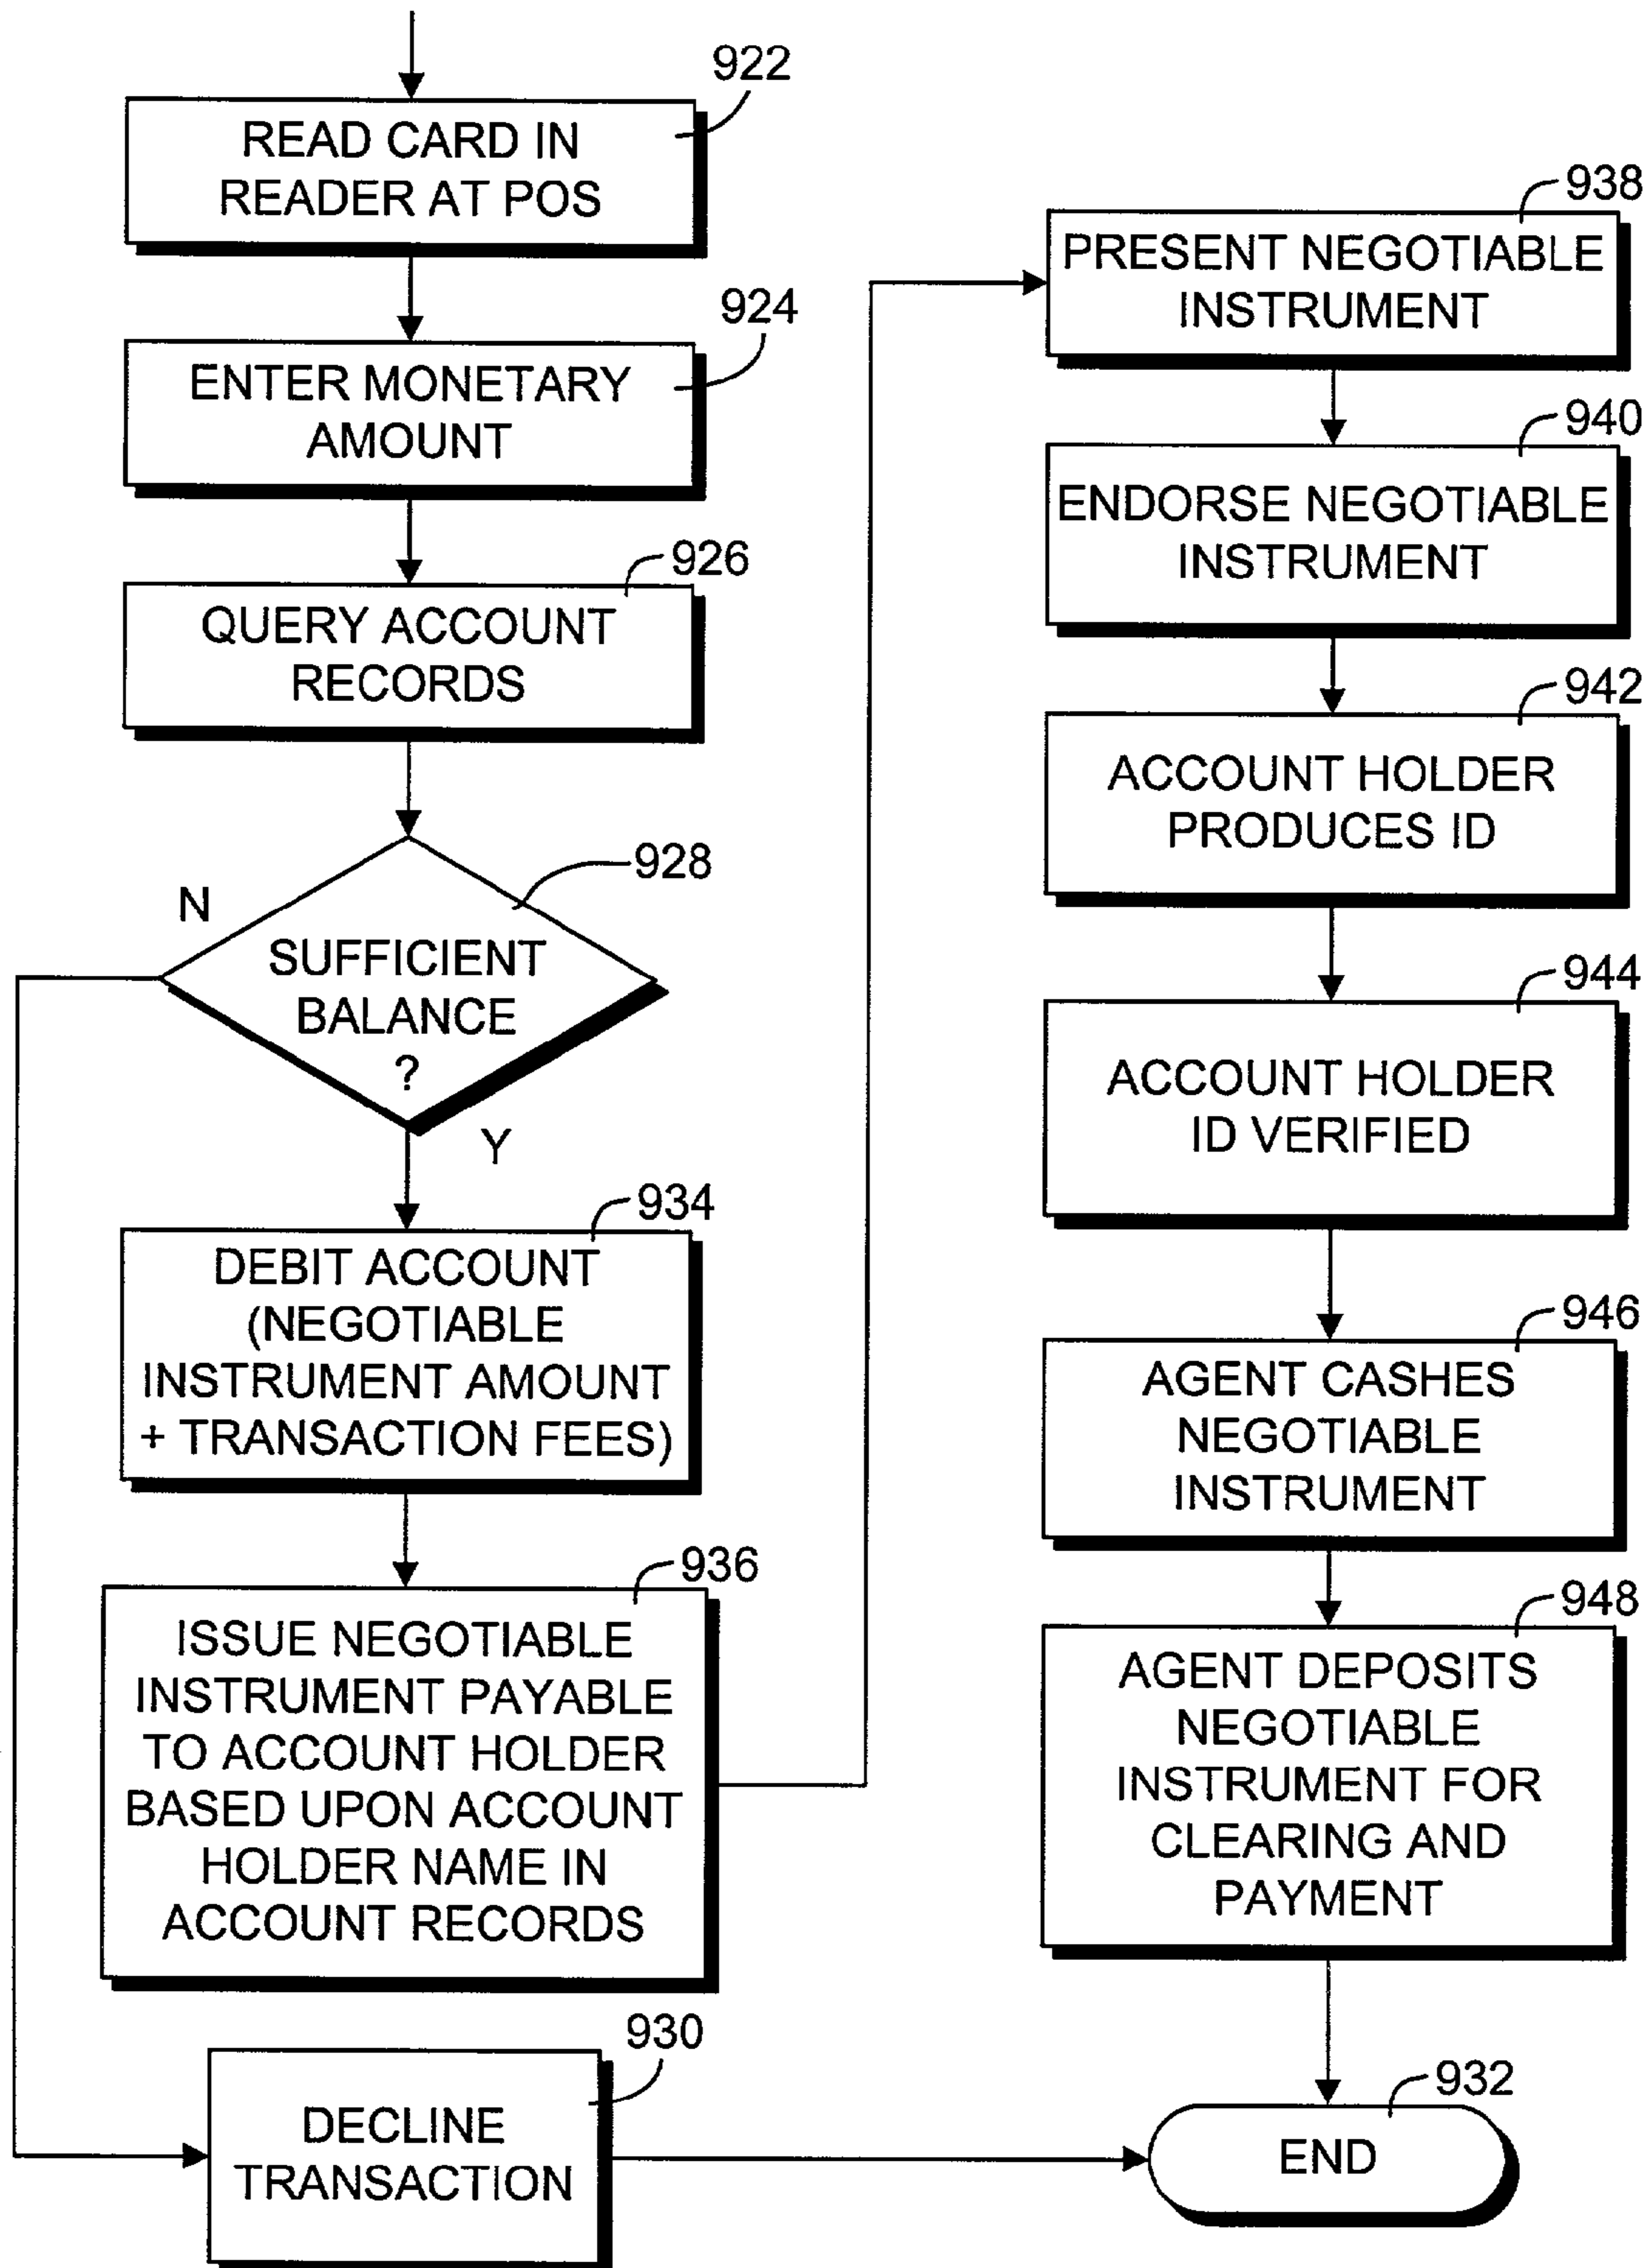 922
READ CARD IN
READER AT POS
924
ENTER MONETARY
AMOUNT
926
QUERY ACCOUNT
RECORDS
928
N
SUFFICIENT
BALANCE
?
Y
934
DEBIT ACCOUNT
(NEGOTIABLE
INSTRUMENT AMOUNT
+ TRANSACTION FEES)
936
ISSUE NEGOTIABLE
INSTRUMENT PAYABLE
TO ACCOUNT HOLDER
BASED UPON ACCOUNT
HOLDER NAME IN
ACCOUNT RECORDS
930
DECLINE
TRANSACTION
938
PRESENT NEGOTIABLE
INSTRUMENT
940
ENDORSE NEGOTIABLE
INSTRUMENT
942
ACCOUNT HOLDER
PRODUCES ID
944
ACCOUNT HOLDER
ID VERIFIED
946
AGENT CASHES
NEGOTIABLE
INSTRUMENT
948
AGENT DEPOSITS
NEGOTIABLE
INSTRUMENT FOR
CLEARING AND
PAYMENT
932
END